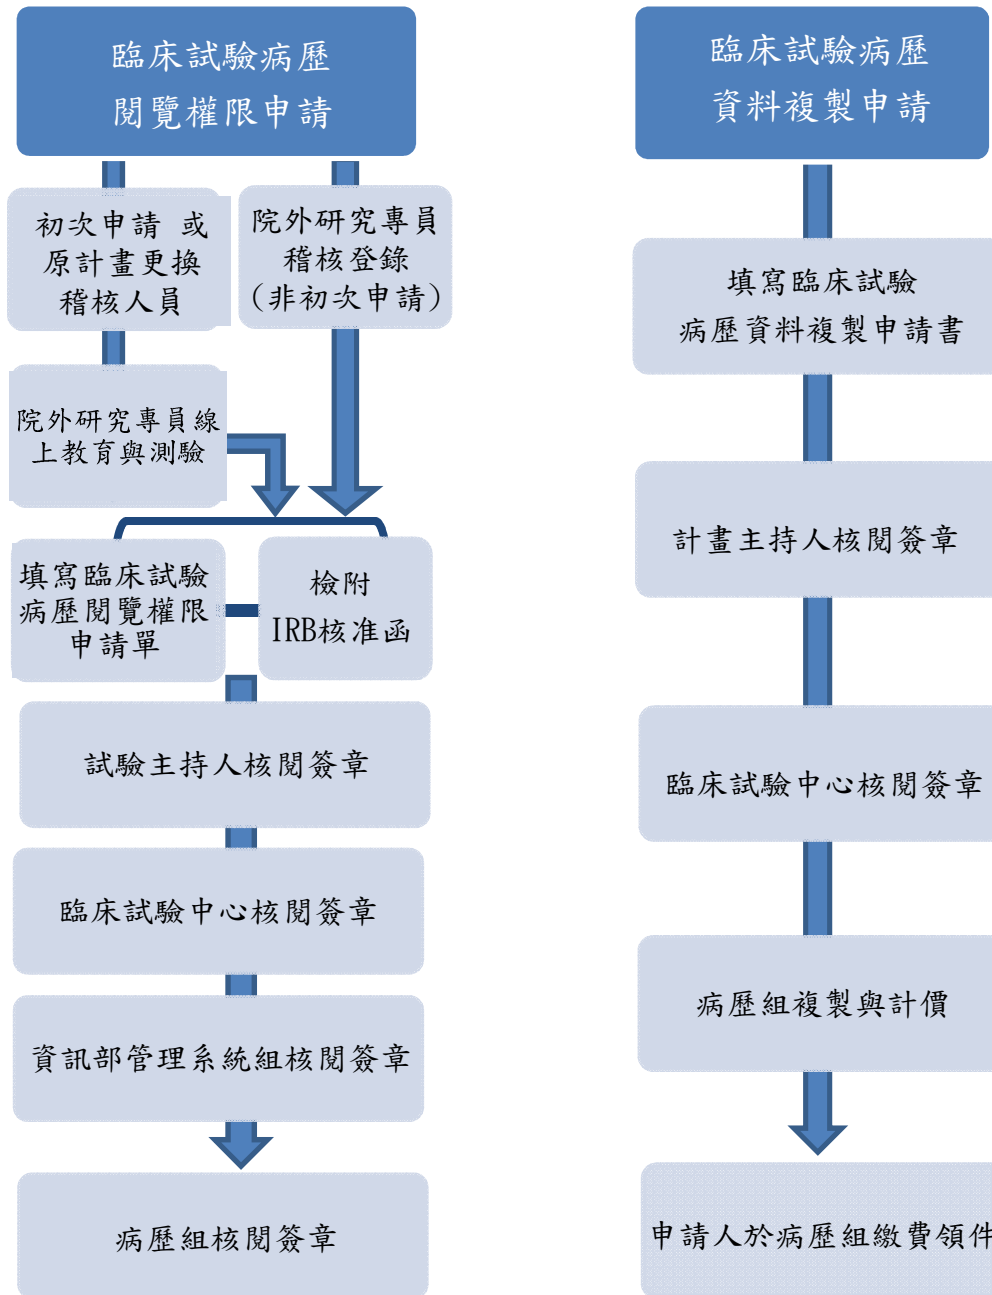 臨床試驗病歷
閱覽權限申請
初次申請 或
原計畫更換
稽核人員
院外研究專員
稽核登錄
(非初次申請)
院外研究專員線
上教育與測驗
填寫臨床試驗
病歷閱覽權限
申請單
檢附
IRB核准函
試驗主持人核閱簽章
臨床試驗中心核閱簽章
資訊部管理系統組核閱簽章
病歷組核閱簽章
臨床試驗病歷
資料複製申請
填寫臨床試驗
病歷資料複製申請書
計畫主持人核閱簽章
臨床試驗中心核閱簽章
病歷組複製與計價
申請人於病歷組繳費領件